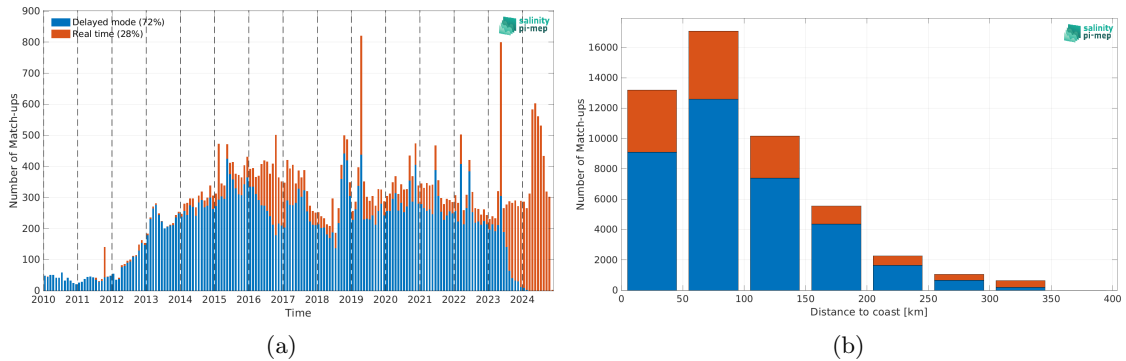 Delayed mode (72%)
Real time (28%)
salinity
pi-mep
900
800
700
600
500
400
300
200
100
0
Number of Match-ups
2010 2011 2012 2013 2014 2015 2016 2017 2018 2019 2020 2021 2022 2023 2024
Time
(a)
salinity
pi-mep
16000
14000
12000
10000
8000
6000
4000
2000
0
Number of Match-ups
0 50 100 150 200 250 300 350 400
Distance to coast [km]
(b)